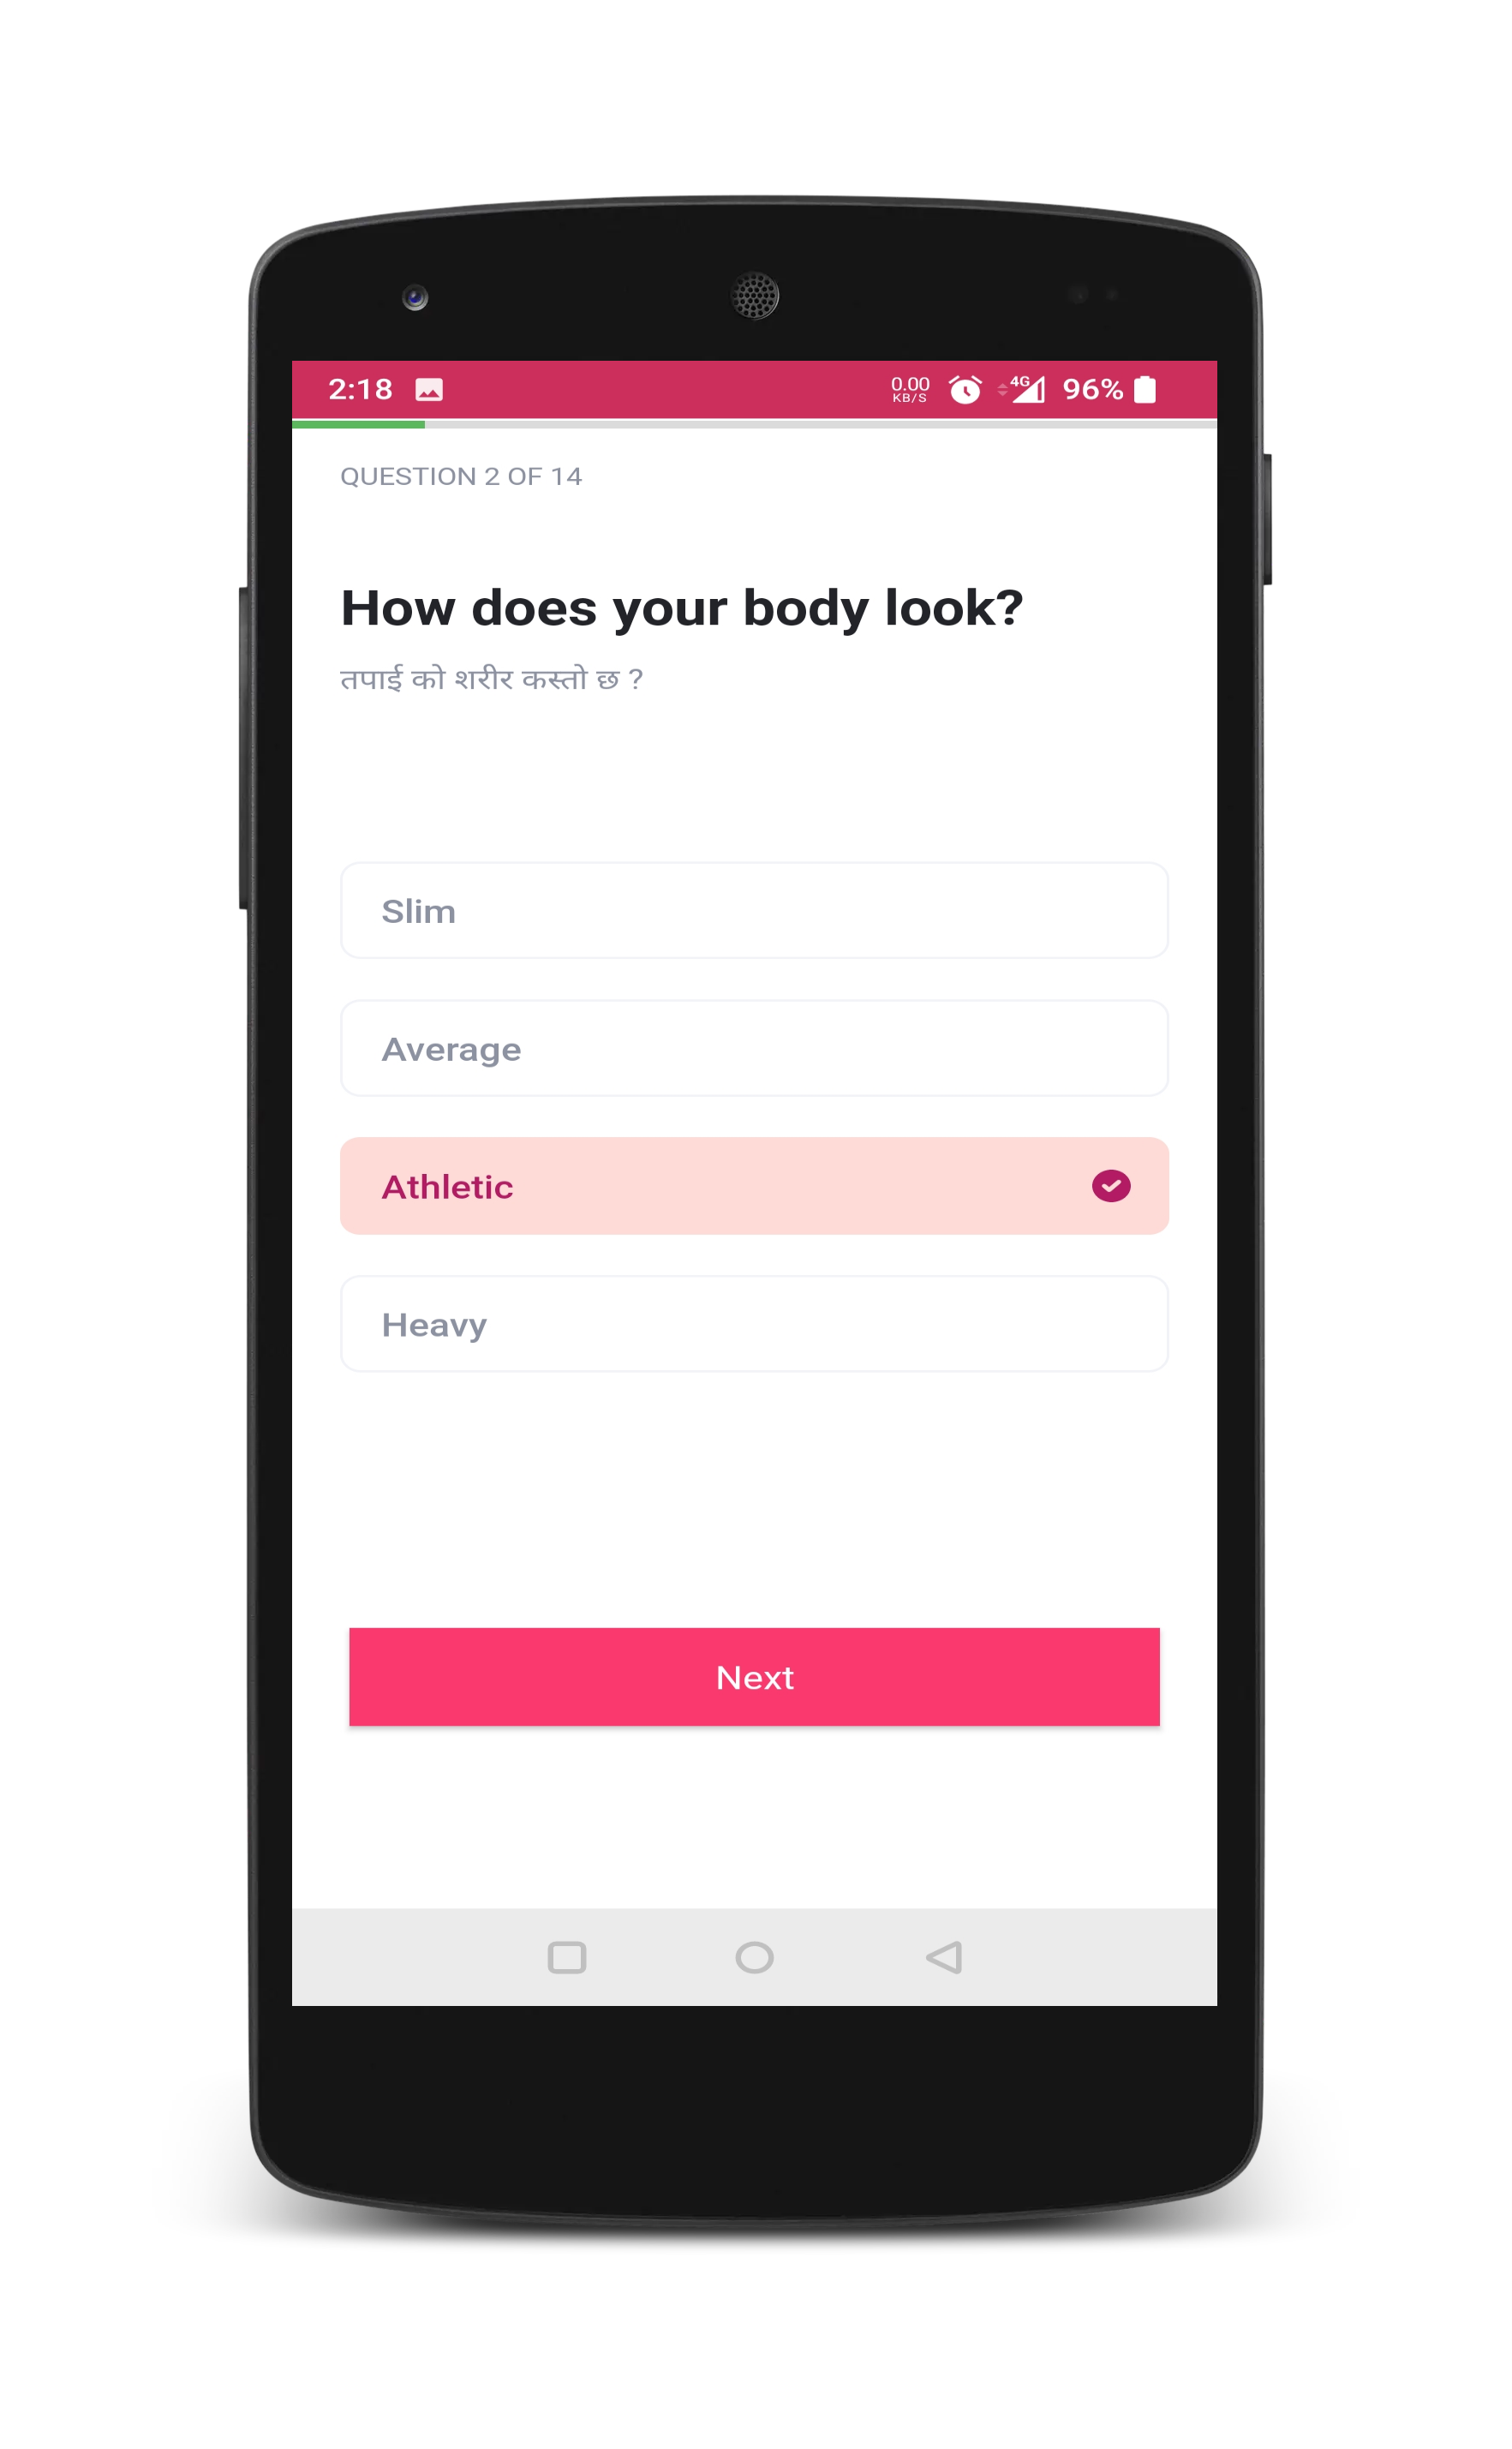 2:18 0.00 KB/S 4G 96%
QUESTION 2 OF 14
How does your body look?
तपाई को शरीर कस्तो छ ?
Slim
Average
Athletic
Heavy
Next